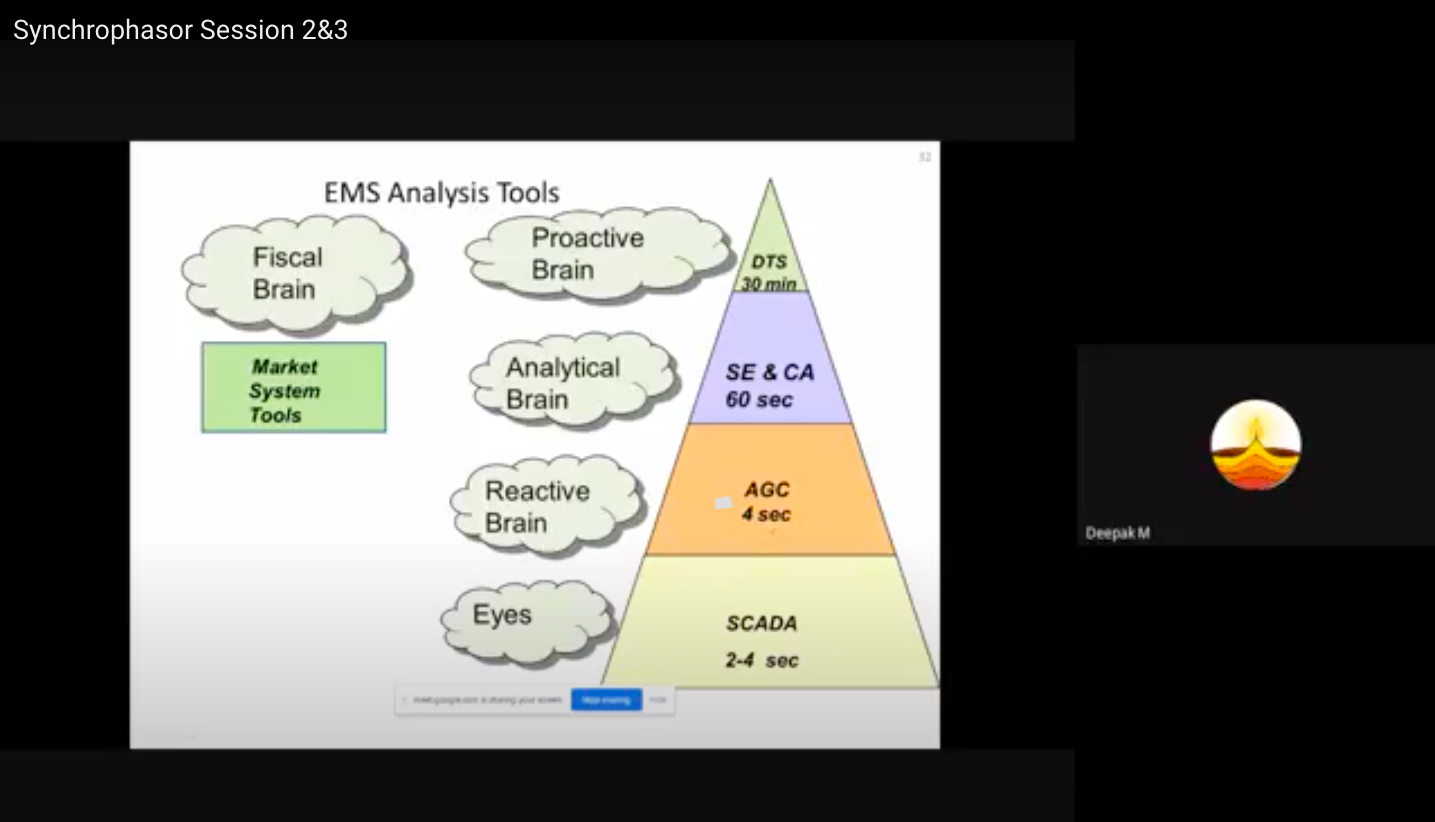 Synchrophasor Session 2&3
32
EMS Analysis Tools
Fiscal
Brain
Proactive
Brain
DTS
30 min
Market
System
Tools
Analytical
Brain
SE & CA
60 sec
Reactive
Brain
AGC
4 sec
Eyes
SCADA
2-4 sec
meet.google.com is sharing your screen
Stop sharing
Hide
Deepak M